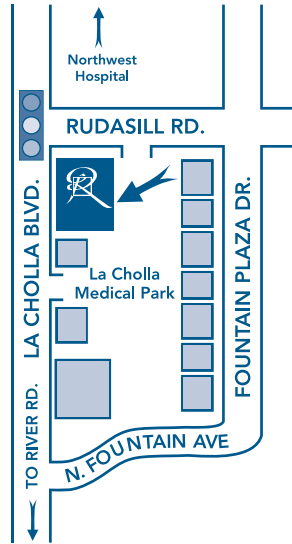 Northwest
Hospital
RUDASILL RD.
LA CHOLLA BLVD.
La Cholla
Medical Park
FOUNTAIN PLAZA DR.
TO RIVER RD.
N. FOUNTAIN AVE